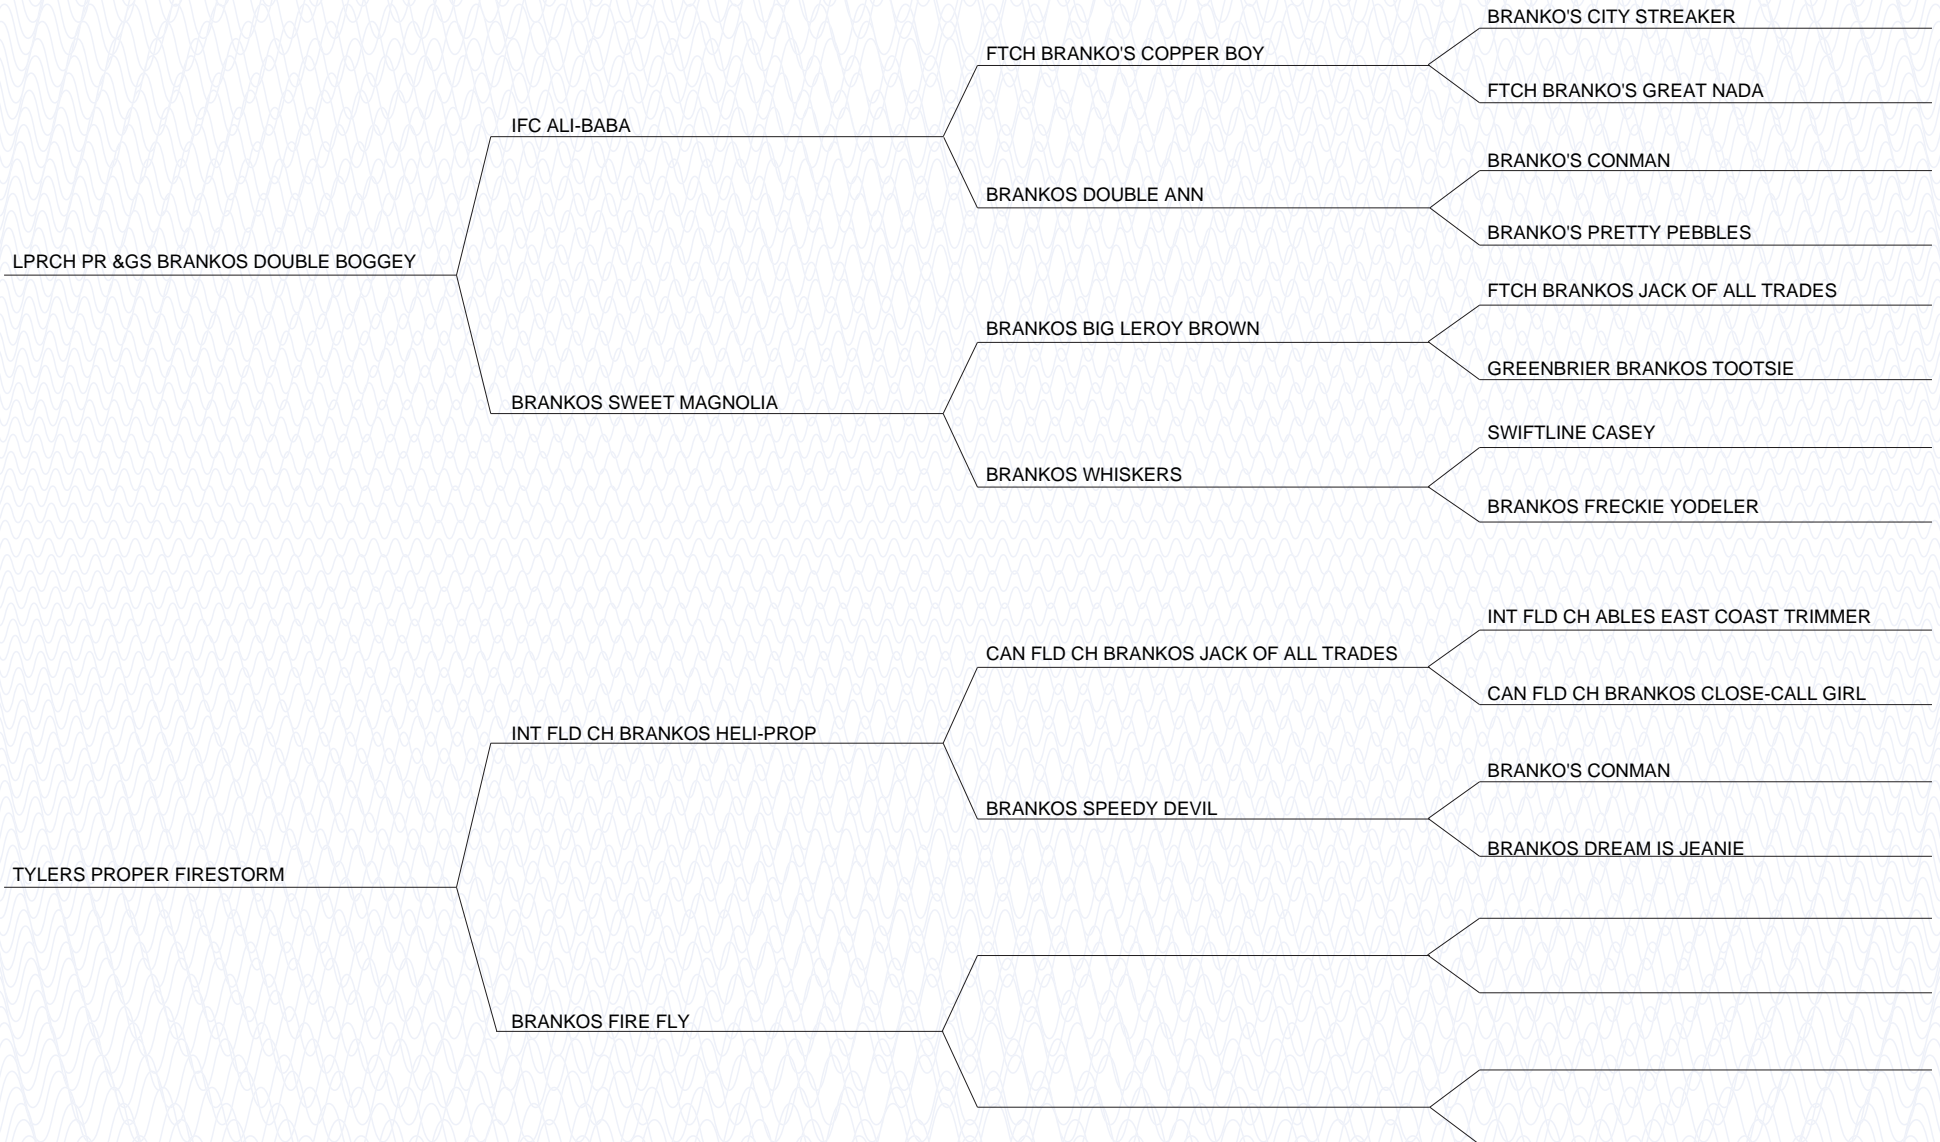 BRANKO'S CITY STREAKER
FTCH BRANKO'S COPPER BOY
FTCH BRANKO'S GREAT NADA
IFC ALI-BABA
BRANKO'S CONMAN
BRANKOS DOUBLE ANN
BRANKO'S PRETTY PEBBLES
LPRCH PR &GS BRANKOS DOUBLE BOGGEY
FTCH BRANKOS JACK OF ALL TRADES
BRANKOS BIG LEROY BROWN
GREENBRIER BRANKOS TOOTSIE
BRANKOS SWEET MAGNOLIA
SWIFTLINE CASEY
BRANKOS WHISKERS
BRANKOS FRECKIE YODELER
INT FLD CH ABLES EAST COAST TRIMMER
CAN FLD CH BRANKOS JACK OF ALL TRADES
CAN FLD CH BRANKOS CLOSE-CALL GIRL
INT FLD CH BRANKOS HELI-PROP
BRANKO'S CONMAN
BRANKOS SPEEDY DEVIL
BRANKOS DREAM IS JEANIE
TYLERS PROPER FIRESTORM
BRANKOS FIRE FLY